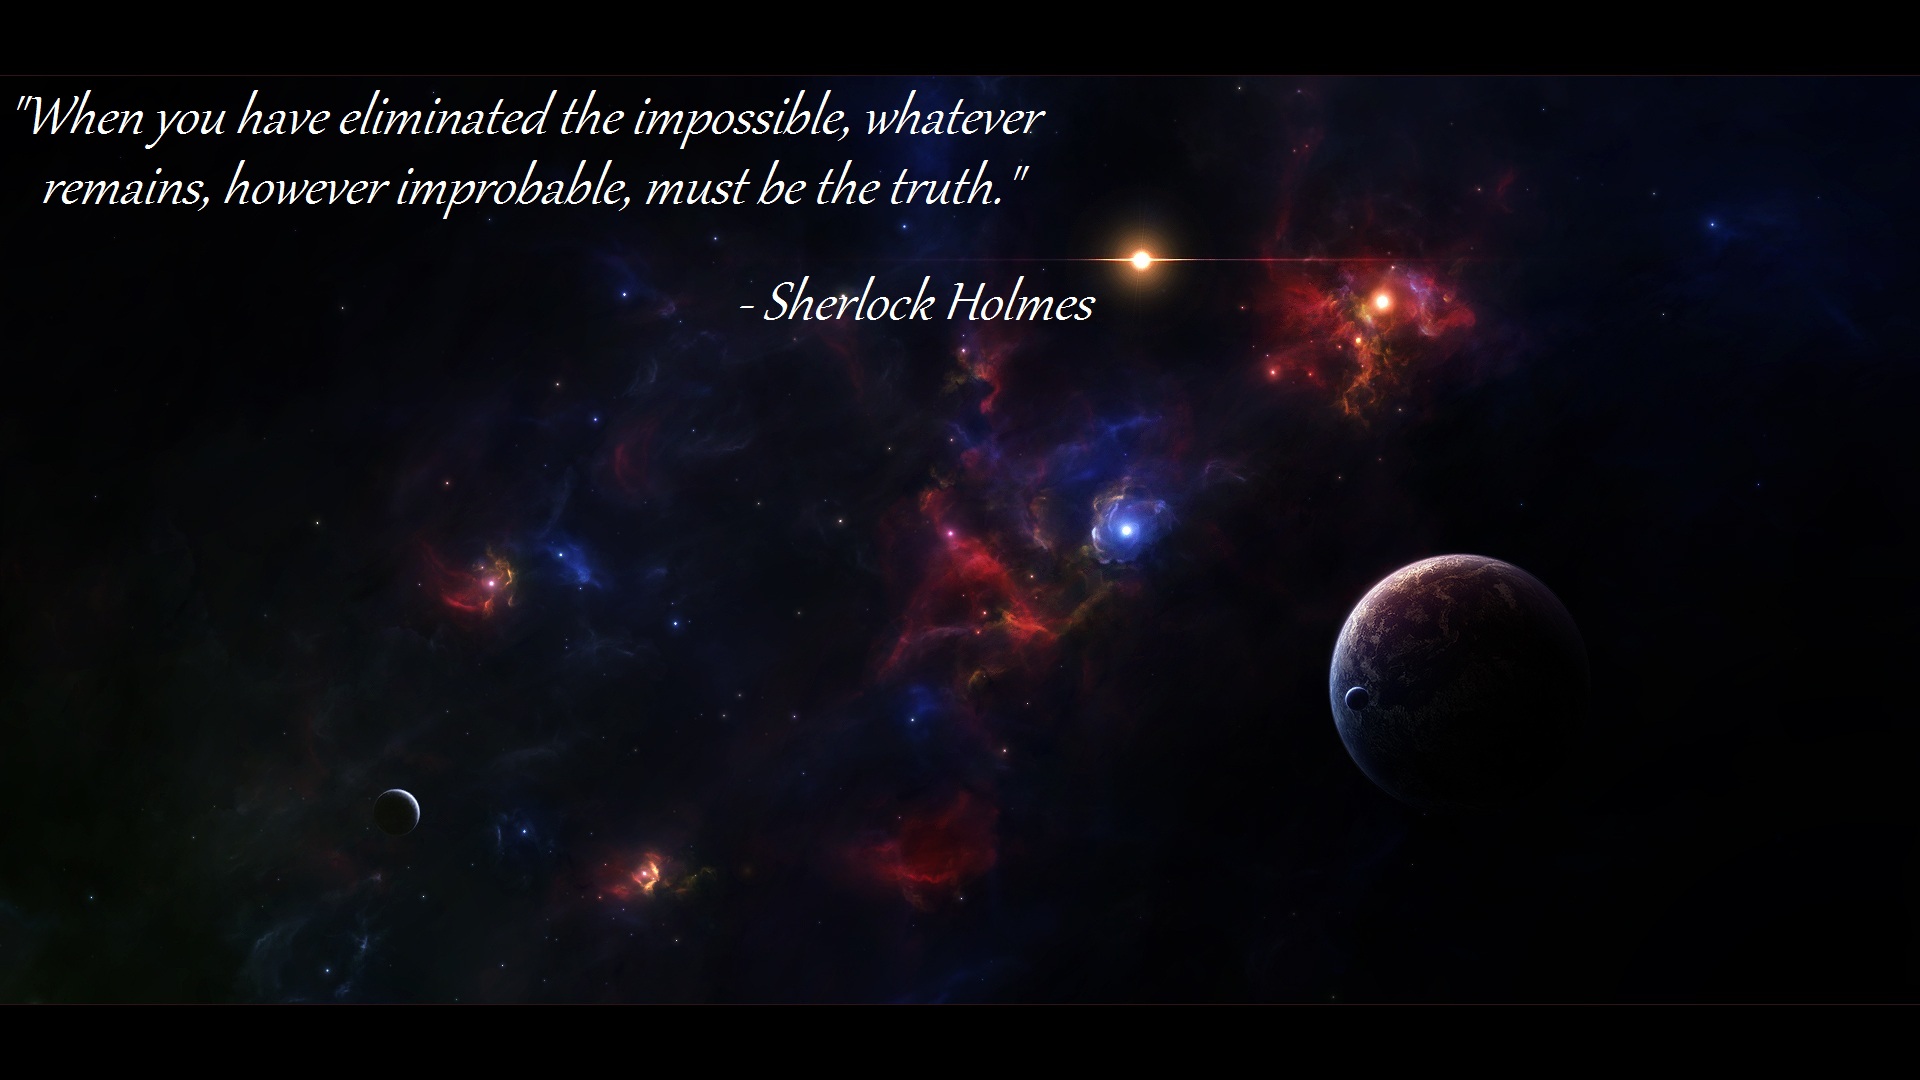 "When you have eliminated the impossible, whatever
remains, however improbable, must be the truth."
- Sherlock Holmes